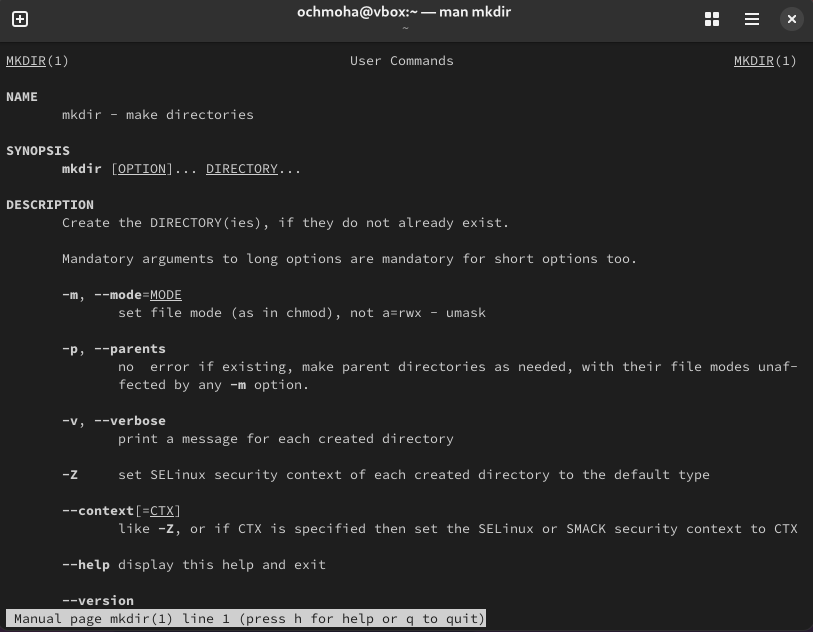 ochmoha@vbox:~ — man mkdir
~
MKDIR(1) User Commands MKDIR(1)
NAME
mkdir - make directories
SYNOPSIS
mkdir [OPTION]... DIRECTORY...
DESCRIPTION
Create the DIRECTORY(ies), if they do not already exist.
Mandatory arguments to long options are mandatory for short options too.
-m, --mode=MODE
set file mode (as in chmod), not a=rwx - umask
-p, --parents
no  error if existing, make parent directories as needed, with their file modes unaf-
fected by any -m option.
-v, --verbose
print a message for each created directory
-Z set SELinux security context of each created directory to the default type
--context[=CTX]
like -Z, or if CTX is specified then set the SELinux or SMACK security context to CTX
--help display this help and exit
--version
Manual page mkdir(1) line 1 (press h for help or q to quit)